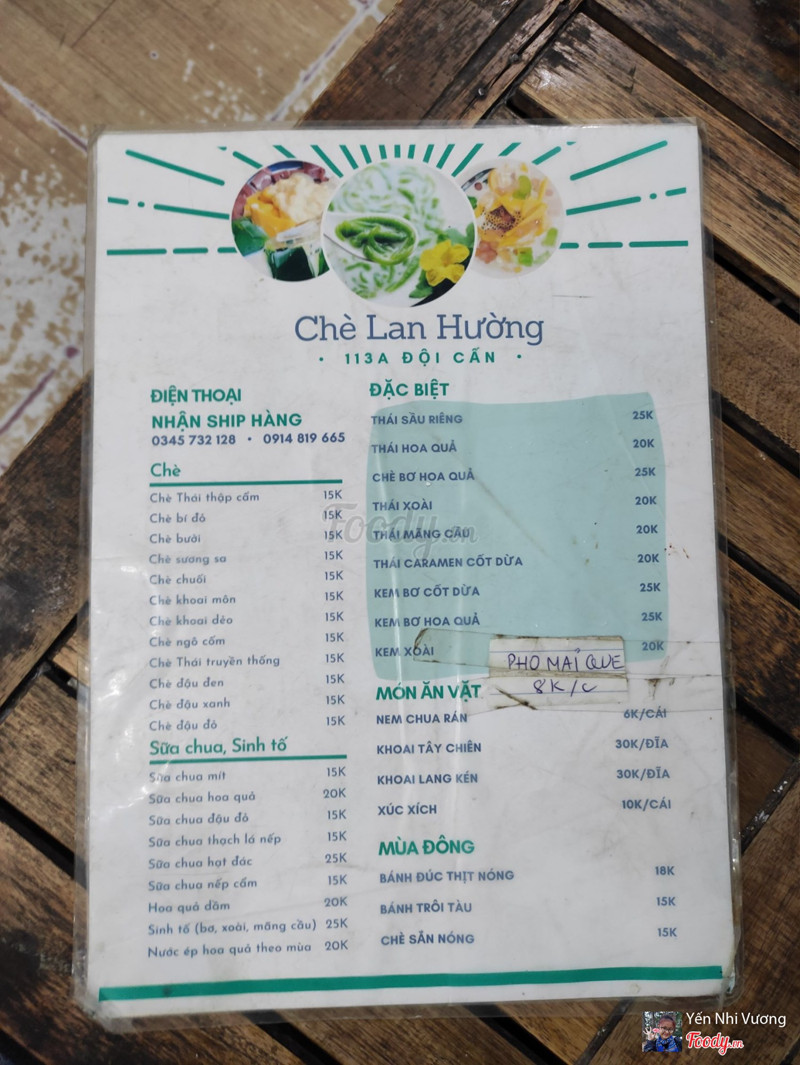 Chè Lan Hường
• 113A ĐỘI CẤN •
ĐIỆN THOẠI
NHẬN SHIP HÀNG
0345 732 128 • 0914 819 665
Chè
Chè Thái thập cẩm 15K
Chè bí đỏ 15K
Chè bưởi 15K
Chè sương sa 15K
Chè chuối 15K
Chè khoai môn 15K
Chè khoai dẻo 15K
Chè ngô cốm 15K
Chè Thái truyền thống 15K
Chè đậu đen 15K
Chè đậu xanh 15K
Chè đậu đỏ 15K
Sữa chua, Sinh tố
Sữa chua mít 15K
Sữa chua hoa quả 20K
Sữa chua đậu đỏ 15K
Sữa chua thạch lá nếp 15K
Sữa chua hạt đác 25K
Sữa chua nếp cẩm 15K
Hoa quả dầm 20K
Sinh tố (bơ, xoài, mãng cầu) 25K
Nước ép hoa quả theo mùa 20K
ĐẶC BIỆT
THÁI SẦU RIÊNG 25K
THÁI HOA QUẢ 20K
CHÈ BƠ HOA QUẢ 25K
THÁI XOÀI 20K
THÁI MÃNG CẦU 20K
THÁI CARAMEN CỐT DỪA 20K
KEM BƠ CỐT DỪA 25K
KEM BƠ HOA QUẢ 25K
KEM XOÀI 20K
PHÔ MAI QUE
8K/C
MÓN ĂN VẶT
NEM CHUA RÁN 6K/CÁI
KHOAI TÂY CHIÊN 30K/ĐĨA
KHOAI LANG KÉN 30K/ĐĨA
XÚC XÍCH 10K/CÁI
MÙA ĐÔNG
BÁNH ĐÚC THỊT NÓNG 18K
BÁNH TRÔI TÀU 15K
CHÈ SẮN NÓNG 15K
Foody.vn
Yến Nhi Vương
Foody.vn